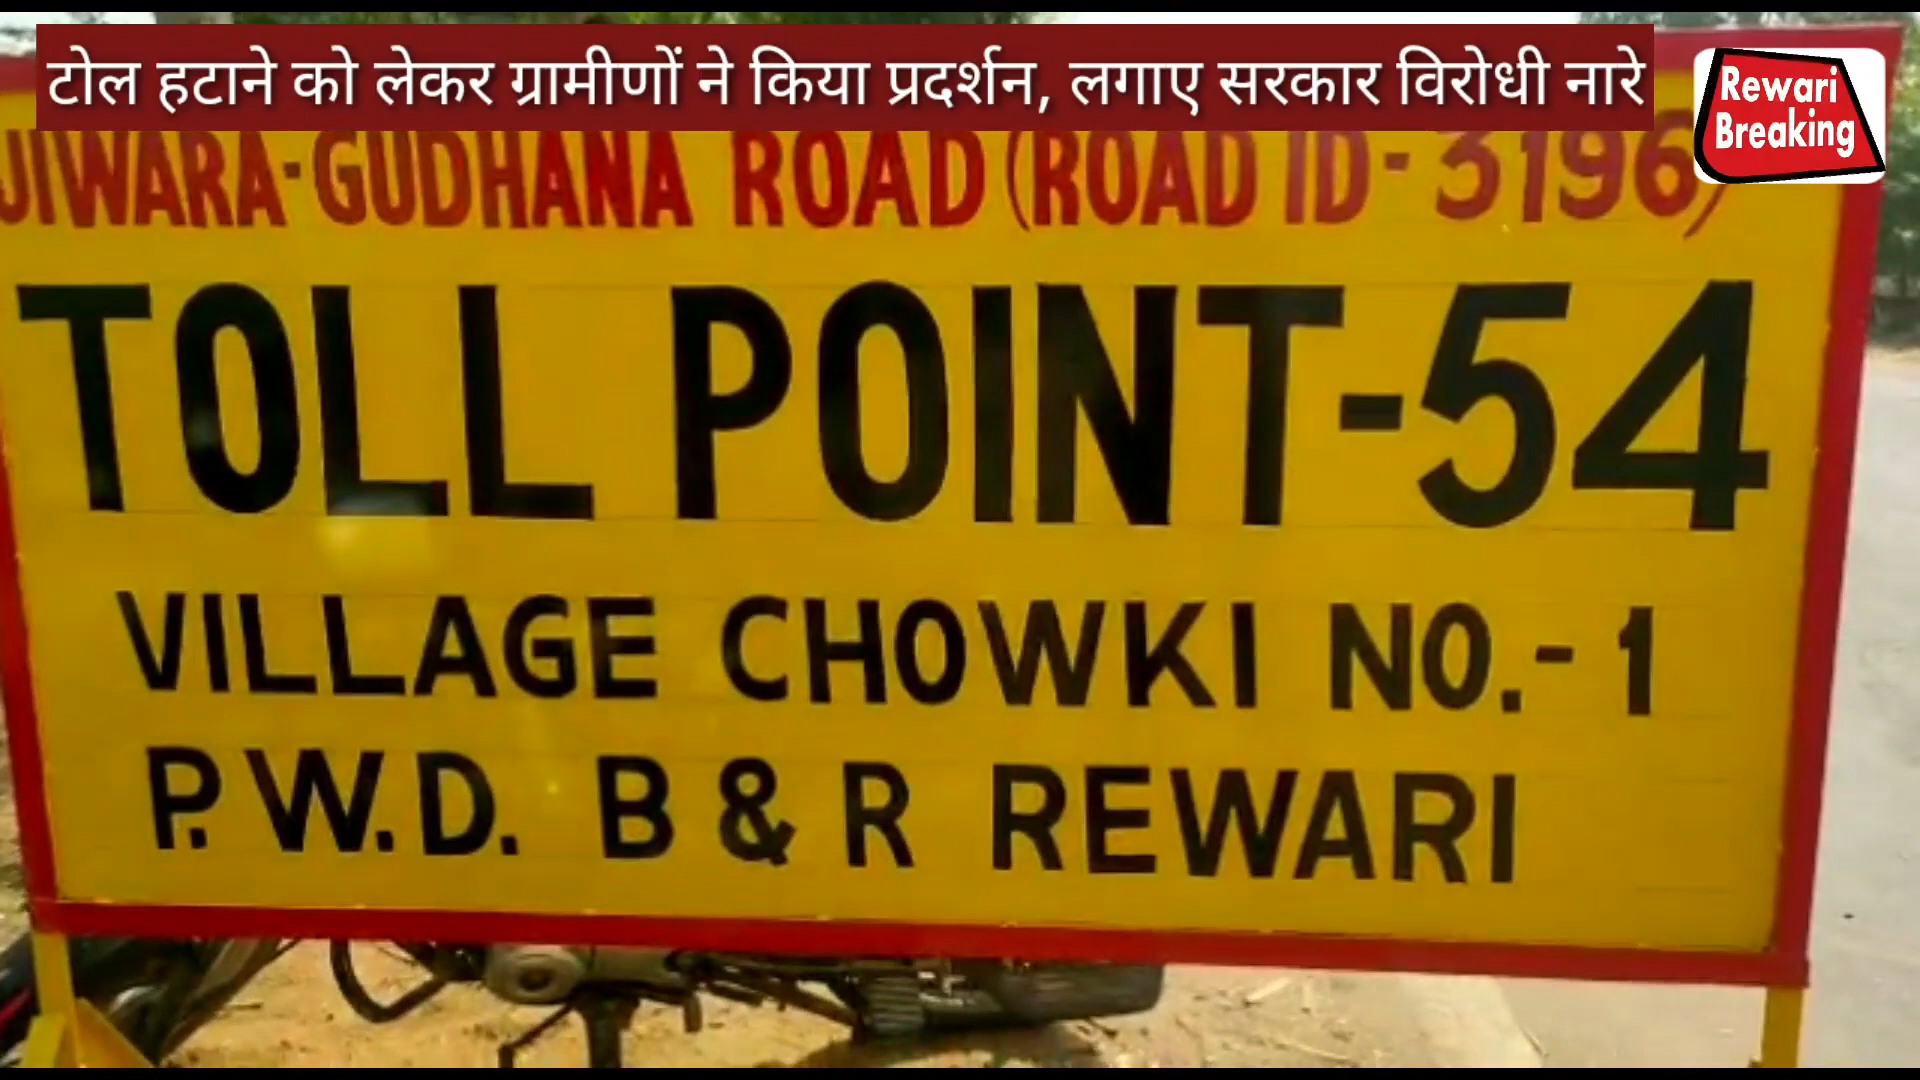 टोल हटाने को लेकर ग्रामीणों ने किया प्रदर्शन, लगाए सरकार विरोधी नारे
Rewari
Breaking
JIWARA-GUDHANA ROAD (ROAD ID - 3196)
TOLL POINT-54
VILLAGE CHOWKI NO.- 1
P.W.D. B & R REWARI